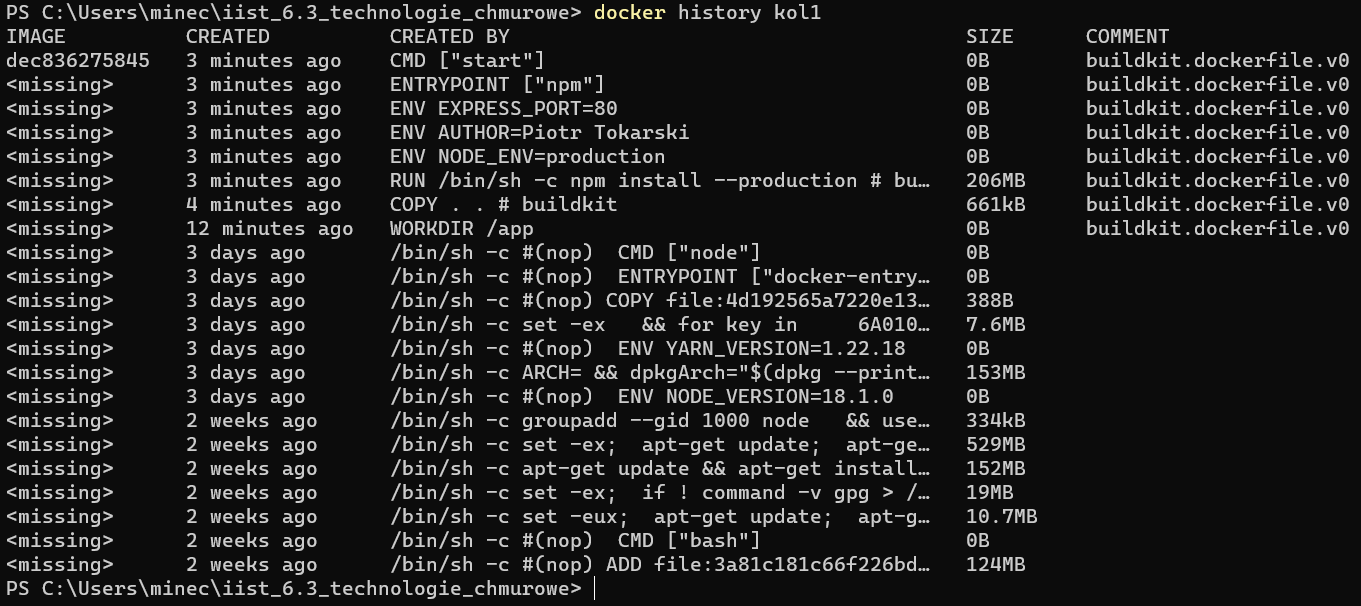 PS C:\Users\minec\iist_6.3_technologie_chmurowe> docker history kol1
IMAGE          CREATED          CREATED BY                                      SIZE      COMMENT
dec836275845   3 minutes ago    CMD ["start"]                                   0B        buildkit.dockerfile.v0
<missing>      3 minutes ago    ENTRYPOINT ["npm"]                              0B        buildkit.dockerfile.v0
<missing>      3 minutes ago    ENV EXPRESS_PORT=80                             0B        buildkit.dockerfile.v0
<missing>      3 minutes ago    ENV AUTHOR=Piotr Tokarski                       0B        buildkit.dockerfile.v0
<missing>      3 minutes ago    ENV NODE_ENV=production                         0B        buildkit.dockerfile.v0
<missing>      3 minutes ago    RUN /bin/sh -c npm install --production # bu…   206MB     buildkit.dockerfile.v0
<missing>      4 minutes ago    COPY . . # buildkit                             661kB     buildkit.dockerfile.v0
<missing>      12 minutes ago   WORKDIR /app                                    0B        buildkit.dockerfile.v0
<missing>      3 days ago       /bin/sh -c #(nop)  CMD ["node"]                 0B
<missing>      3 days ago       /bin/sh -c #(nop)  ENTRYPOINT ["docker-entry…   0B
<missing>      3 days ago       /bin/sh -c #(nop) COPY file:4d192565a7220e13…   388B
<missing>      3 days ago       /bin/sh -c set -ex   && for key in     6A010…   7.6MB
<missing>      3 days ago       /bin/sh -c #(nop)  ENV YARN_VERSION=1.22.18     0B
<missing>      3 days ago       /bin/sh -c ARCH= && dpkgArch="$(dpkg --print…   153MB
<missing>      3 days ago       /bin/sh -c #(nop)  ENV NODE_VERSION=18.1.0      0B
<missing>      2 weeks ago      /bin/sh -c groupadd --gid 1000 node   && use…   334kB
<missing>      2 weeks ago      /bin/sh -c set -ex;  apt-get update;  apt-ge…   529MB
<missing>      2 weeks ago      /bin/sh -c apt-get update && apt-get install…   152MB
<missing>      2 weeks ago      /bin/sh -c set -ex;  if ! command -v gpg > /…   19MB
<missing>      2 weeks ago      /bin/sh -c set -eux;  apt-get update;  apt-g…   10.7MB
<missing>      2 weeks ago      /bin/sh -c #(nop)  CMD ["bash"]                 0B
<missing>      2 weeks ago      /bin/sh -c #(nop) ADD file:3a81c181c66f226bd…   124MB
PS C:\Users\minec\iist_6.3_technologie_chmurowe>